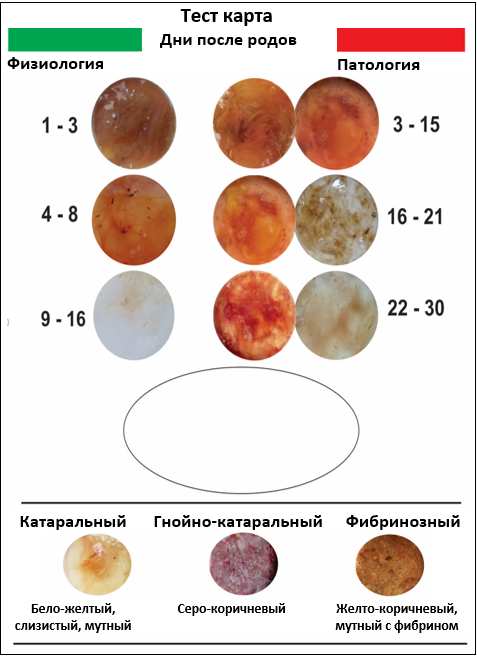 Тест карта
Дни после родов
Физиология
Патология
1 - 3
3 - 15
4 - 8
16 - 21
9 - 16
22 - 30
Катаральный
Гнойно-катаральный
Фибринозный
Бело-желтый,
слизистый, мутный
Серо-коричневый
Желто-коричневый,
мутный с фибрином